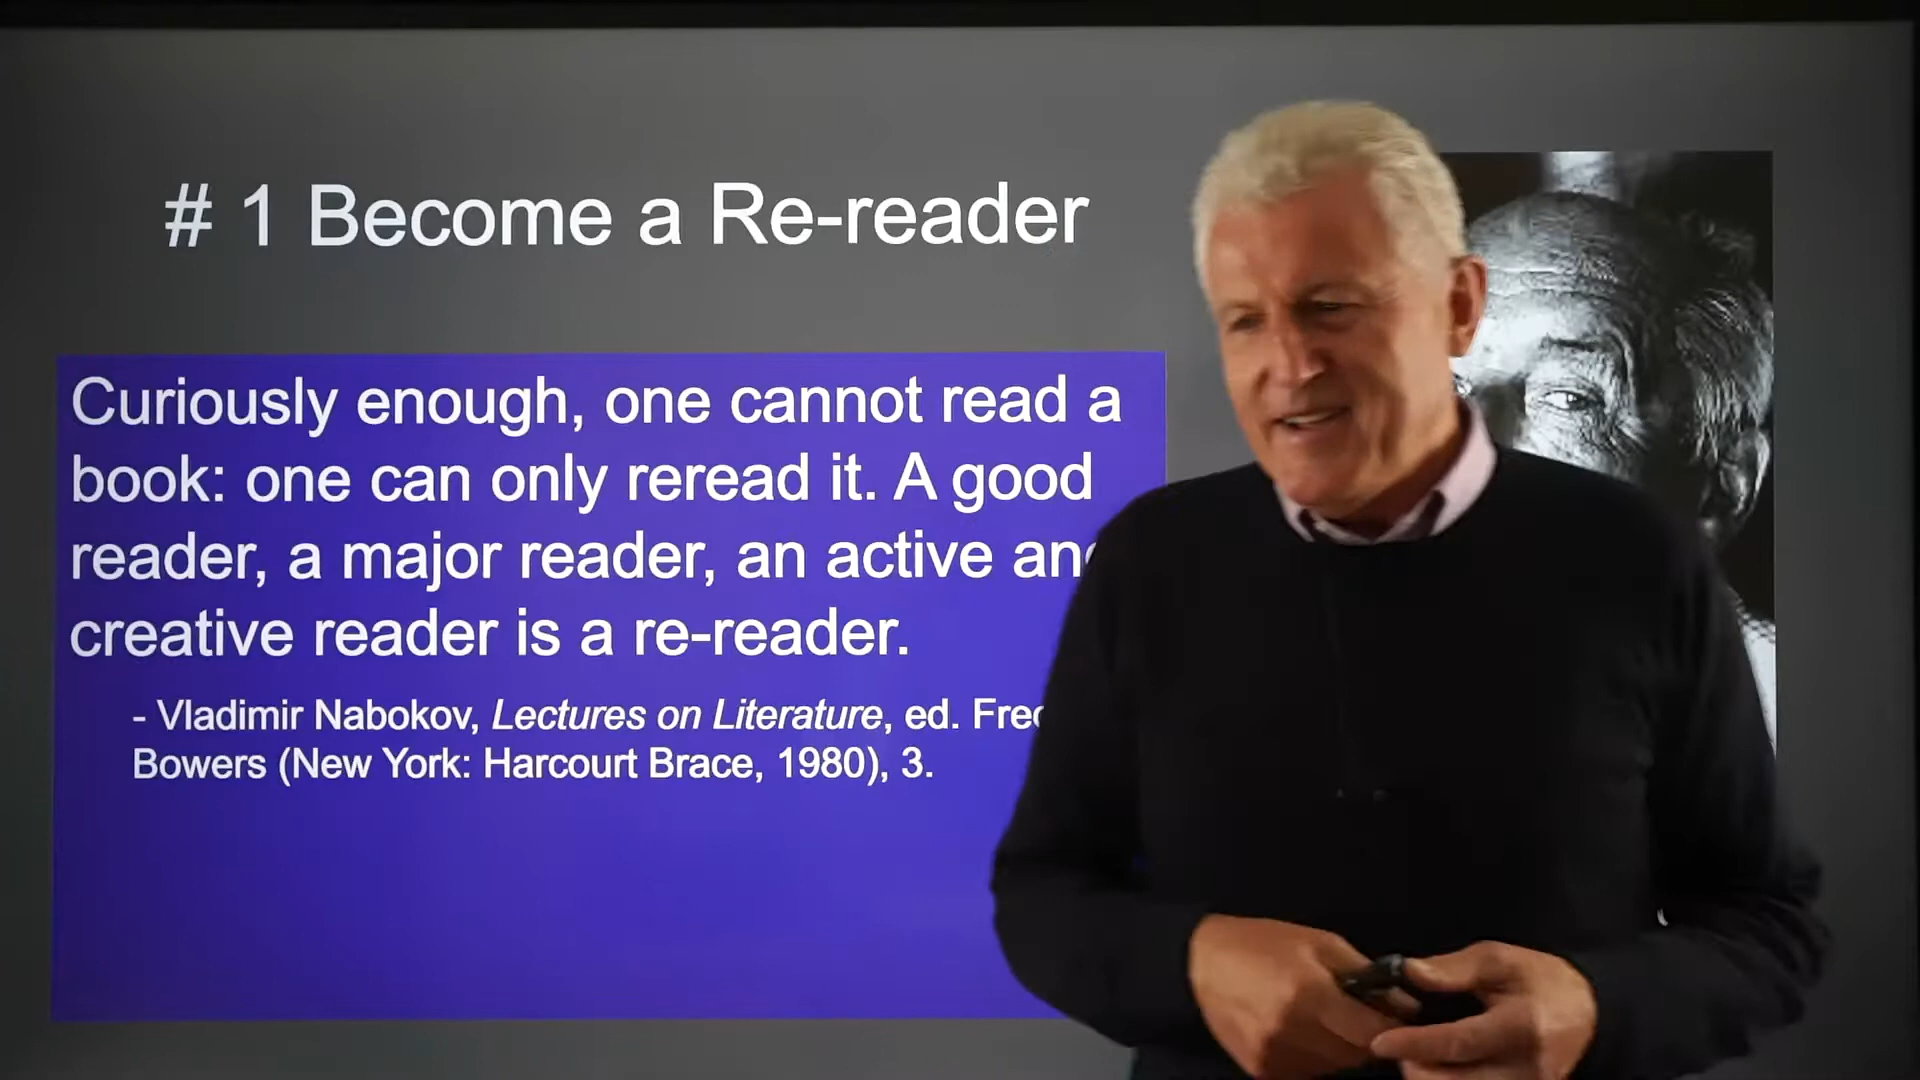 # 1 Become a Re-reader
Curiously enough, one cannot read a
book: one can only reread it. A good
reader, a major reader, an active
creative reader is a re-reader.
- Vladimir Nabokov, Lectures on Literature, ed.
Bowers (New York: Harcourt Brace, 1980), 3.